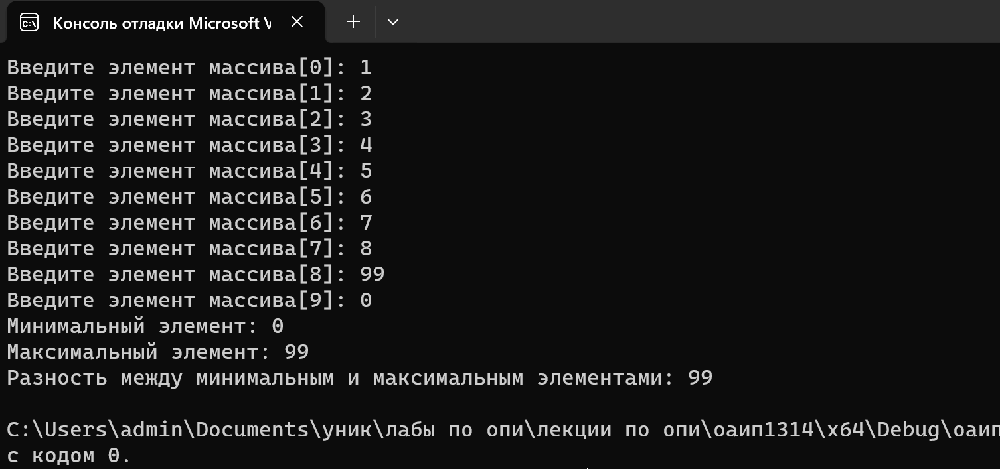 Консоль отладки Microsoft V
Введите элемент массива[0]: 1
Введите элемент массива[1]: 2
Введите элемент массива[2]: 3
Введите элемент массива[3]: 4
Введите элемент массива[4]: 5
Введите элемент массива[5]: 6
Введите элемент массива[6]: 7
Введите элемент массива[7]: 8
Введите элемент массива[8]: 99
Введите элемент массива[9]: 0
Минимальный элемент: 0
Максимальный элемент: 99
Разность между минимальным и максимальным элементами: 99
C:\Users\admin\Documents\уник\лабы по опи\лекции по опи\оаип1314\x64\Debug\оаип
с кодом 0.